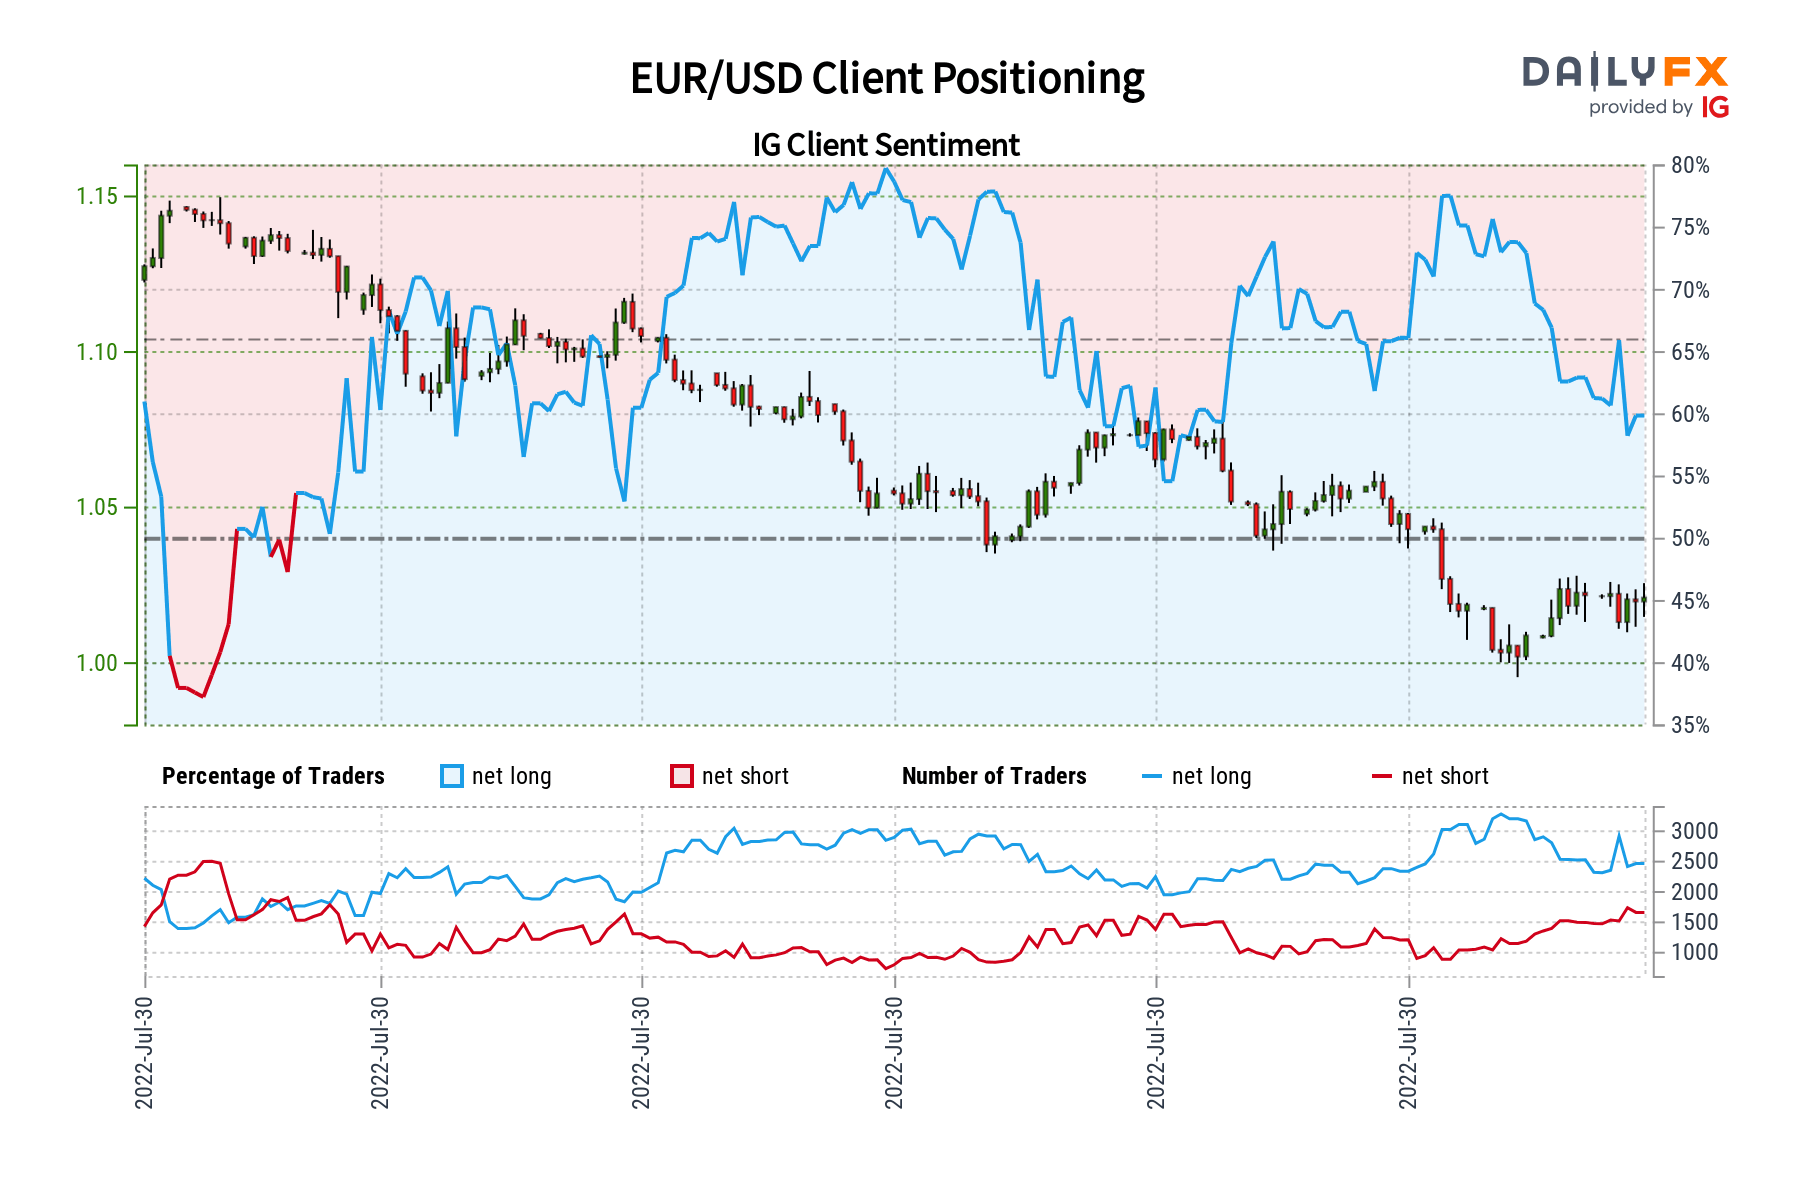 EUR/USD Client Positioning
DAILYFX
provided by IG
IG Client Sentiment
1.15
1.10
1.05
1.00
80%
75%
70%
65%
60%
55%
50%
45%
40%
35%
Percentage of Traders net long net short Number of Traders net long net short
3000
2500
2000
1500
1000
2022-Jul-30
2022-Jul-30
2022-Jul-30
2022-Jul-30
2022-Jul-30
2022-Jul-30